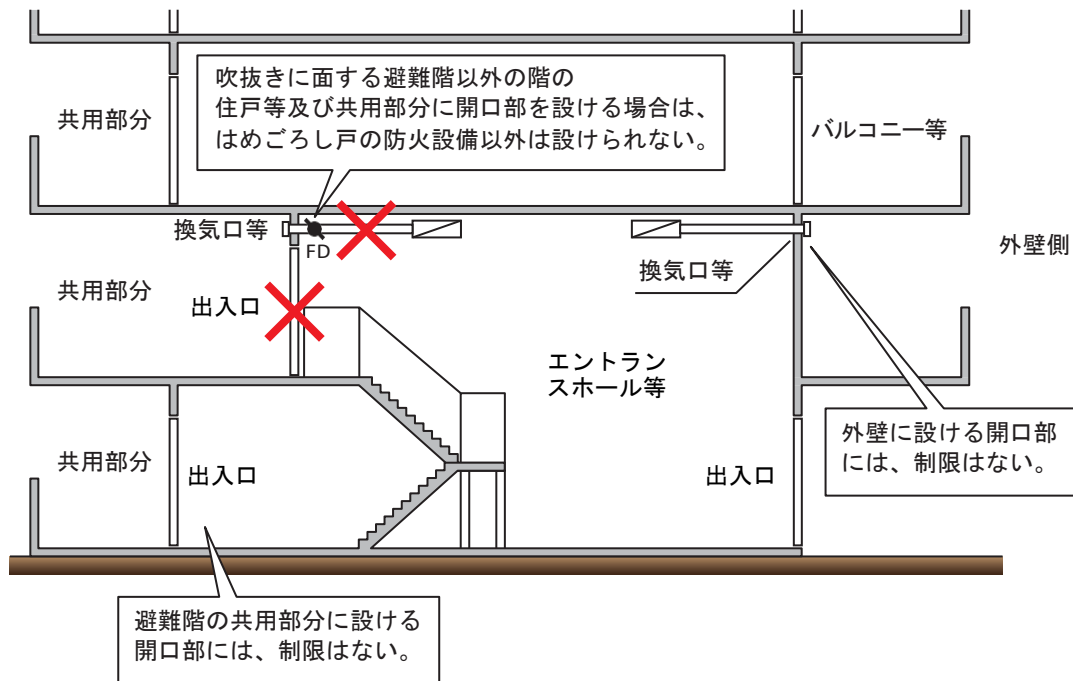 吹抜きに面する避難階以外の階の
住戸等及び共用部分に開口部を設ける場合は、
はめごろし戸の防火設備以外は設けられない。
共用部分
バルコニー等
換気口等
FD
換気口等
外壁側
共用部分
出入口
エントラン
スホール等
外壁に設ける開口部
には、制限はない。
共用部分
出入口
出入口
避難階の共用部分に設ける
開口部には、制限はない。